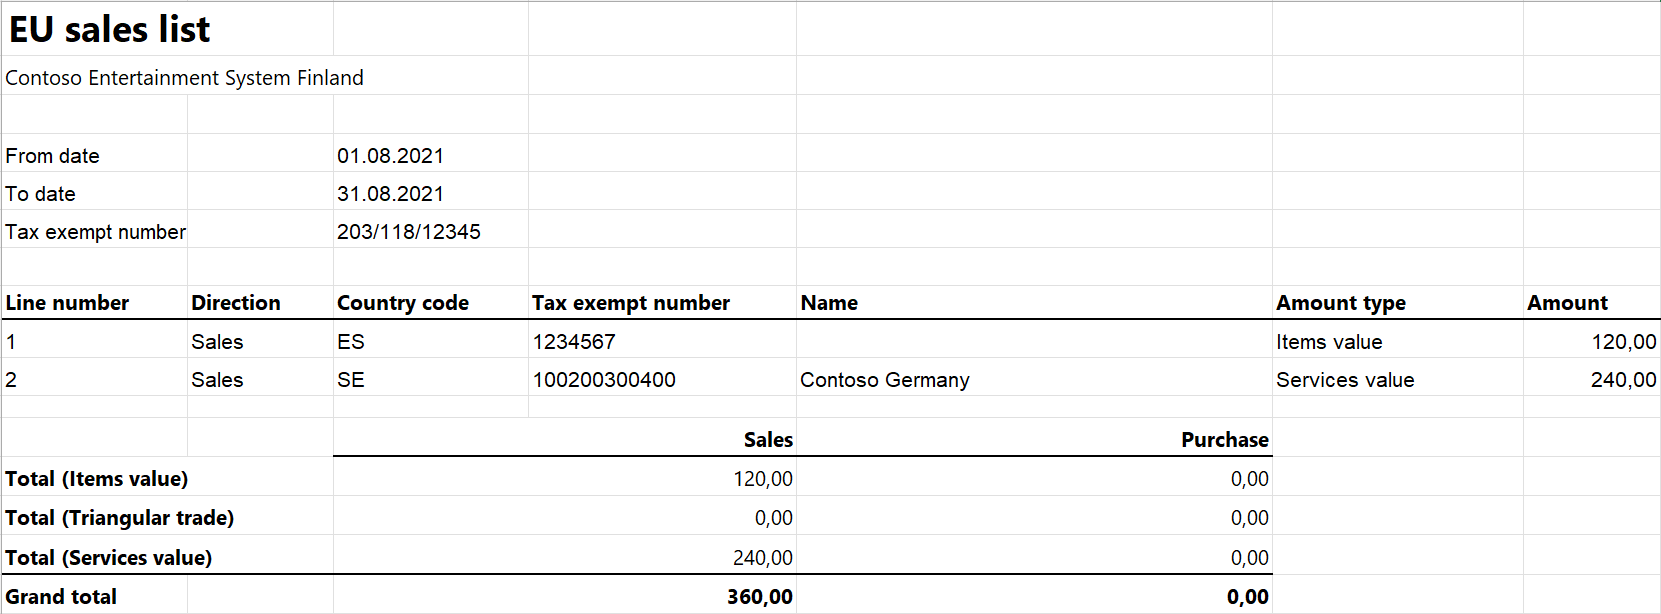 EU sales list
Contoso Entertainment System Finland
From date 01.08.2021
To date 31.08.2021
Tax exempt number 203/118/12345
Line number Direction Country code Tax exempt number Name Amount type Amount
1 Sales ES 1234567 Items value 120,00
2 Sales SE 100200300400 Contoso Germany Services value 240,00
Sales Purchase
Total (Items value) 120,00 0,00
Total (Triangular trade) 0,00 0,00
Total (Services value) 240,00 0,00
Grand total 360,00 0,00